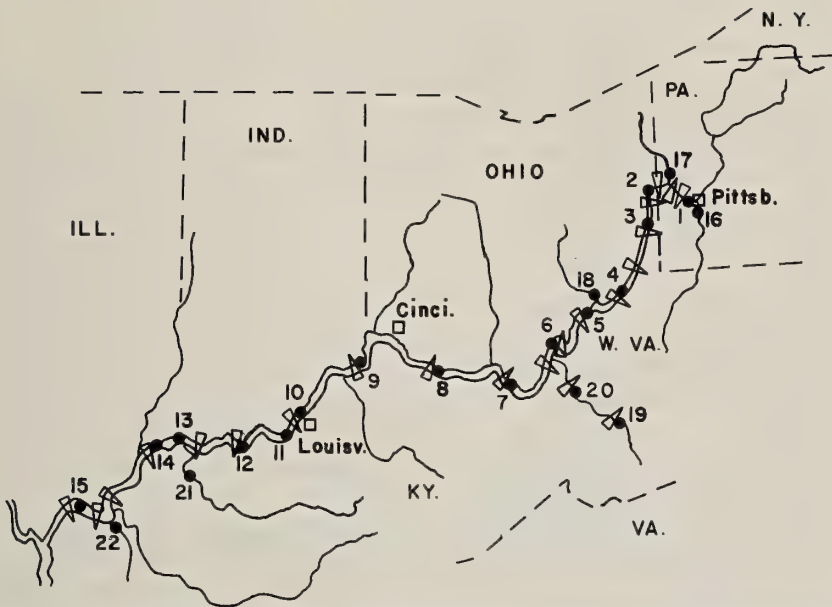 N. Y.
PA.
IND.
OHIO
17
2
Pittsb.
1
16
3
ILL.
18
4
Cinci.
5
6
W. VA.
9
8
7
20
10
19
13
Louisv.
14
12
11
21
15
KY.
22
VA.